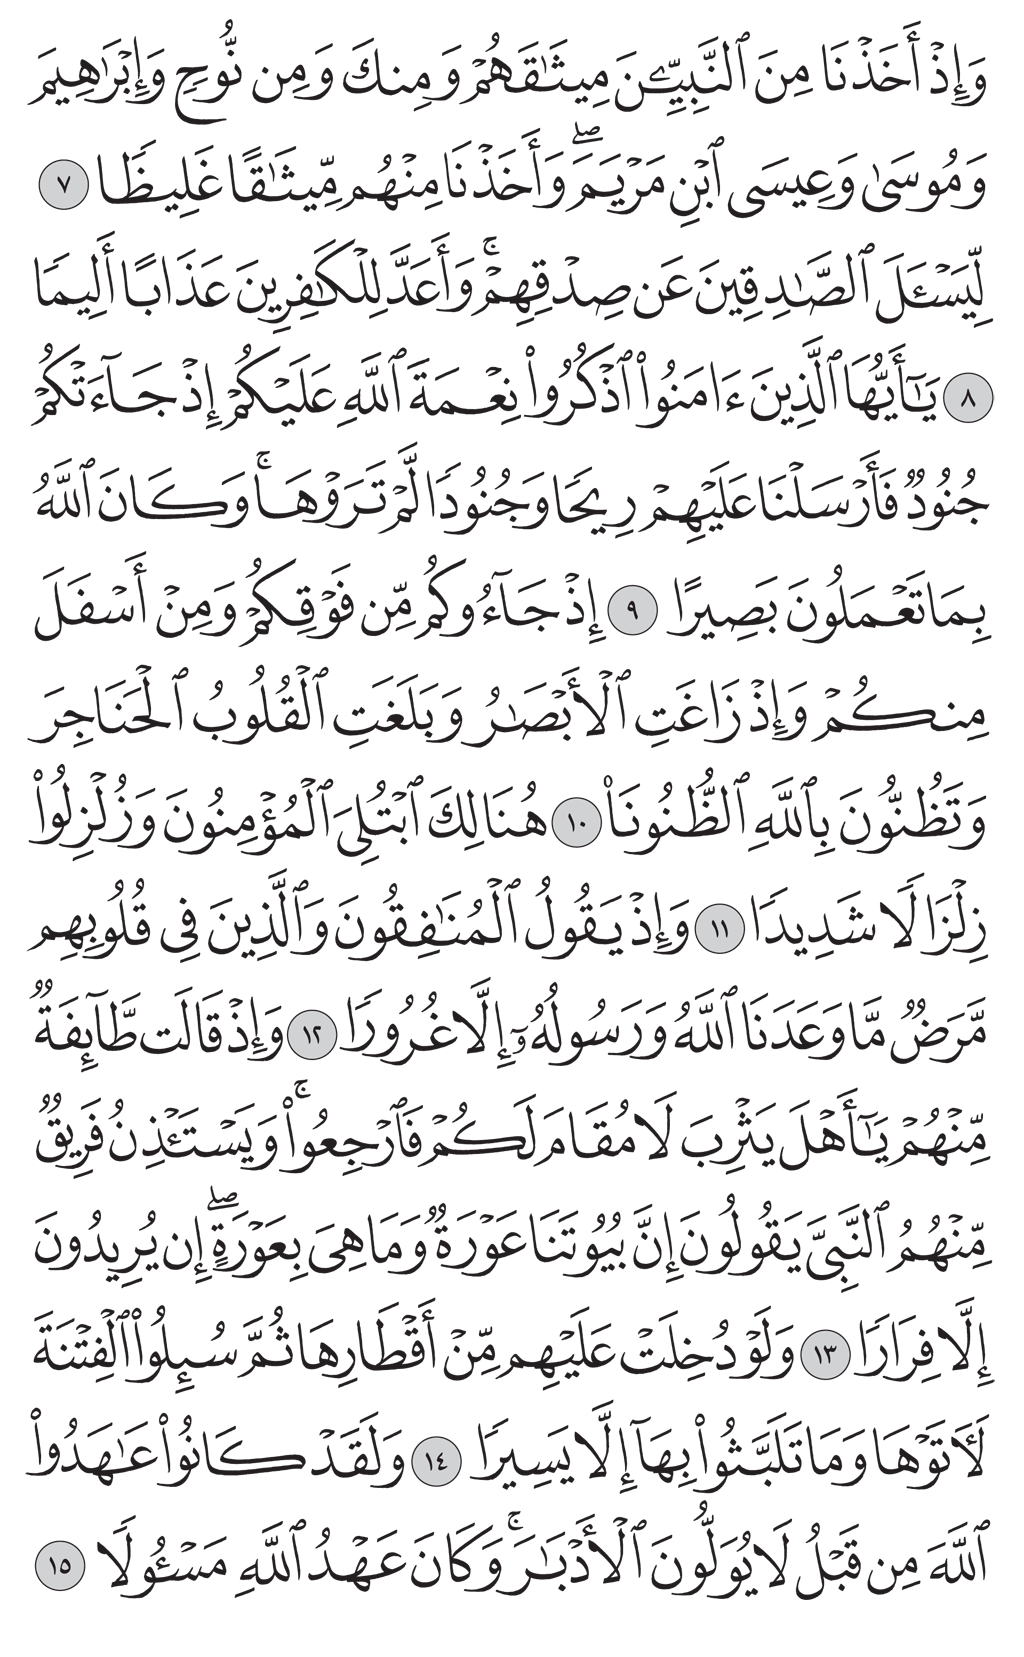 وَإِذْ أَخَذْنَا مِنَ ٱلنَّبِيِّـۧنَ مِيثَـٰقَهُمْ وَمِنكَ وَمِن نُّوحٍ وَإِبْرَٰهِيمَ
وَمُوسَىٰ وَعِيسَى ٱبْنِ مَرْيَمَ ۖ وَأَخَذْنَا مِنْهُم مِّيثَـٰقًا غَلِيظًا ٧
لِّيَسْـَٔلَ ٱلصَّـٰدِقِينَ عَن صِدْقِهِمْ ۚ وَأَعَدَّ لِلْكَـٰفِرِينَ عَذَابًا أَلِيمًا
٨ يَـٰٓأَيُّهَا ٱلَّذِينَ ءَامَنُوا۟ ٱذْكُرُوا۟ نِعْمَةَ ٱللَّهِ عَلَيْكُمْ إِذْ جَآءَتْكُمْ
جُنُودٌ فَأَرْسَلْنَا عَلَيْهِمْ رِيحًا وَجُنُودًا لَّمْ تَرَوْهَا ۚ وَكَانَ ٱللَّهُ
بِمَا تَعْمَلُونَ بَصِيرًا ٩ إِذْ جَآءُوكُم مِّن فَوْقِكُمْ وَمِنْ أَسْفَلَ
مِنكُمْ وَإِذْ زَاغَتِ ٱلْأَبْصَـٰرُ وَبَلَغَتِ ٱلْقُلُوبُ ٱلْحَنَاجِرَ
وَتَظُنُّونَ بِٱللَّهِ ٱلظُّنُونَا۠ ١٠ هُنَالِكَ ٱبْتُلِىَ ٱلْمُؤْمِنُونَ وَزُلْزِلُوا۟
زِلْزَالًا شَدِيدًا ١١ وَإِذْ يَقُولُ ٱلْمُنَـٰفِقُونَ وَٱلَّذِينَ فِى قُلُوبِهِم
مَّرَضٌ مَّا وَعَدَنَا ٱللَّهُ وَرَسُولُهُۥٓ إِلَّا غُرُورًا ١٢ وَإِذْ قَالَت طَّآئِفَةٌ
مِّنْهُمْ يَـٰٓأَهْلَ يَثْرِبَ لَا مُقَامَ لَكُمْ فَٱرْجِعُوا۟ ۚ وَيَسْتَـْٔذِنُ فَرِيقٌ
مِّنْهُمُ ٱلنَّبِىَّ يَقُولُونَ إِنَّ بُيُوتَنَا عَوْرَةٌ وَمَا هِىَ بِعَوْرَةٍ ۖ إِن يُرِيدُونَ
إِلَّا فِرَارًا ١٣ وَلَوْ دُخِلَتْ عَلَيْهِم مِّنْ أَقْطَارِهَا ثُمَّ سُئِلُوا۟ ٱلْفِتْنَةَ
لَـَٔاتَوْهَا وَمَا تَلَبَّثُوا۟ بِهَآ إِلَّا يَسِيرًا ١٤ وَلَقَدْ كَانُوا۟ عَـٰهَدُوا۟
ٱللَّهَ مِن قَبْلُ لَا يُوَلُّونَ ٱلْأَدْبَـٰرَ ۚ وَكَانَ عَهْدُ ٱللَّهِ مَسْـُٔولًا ١٥